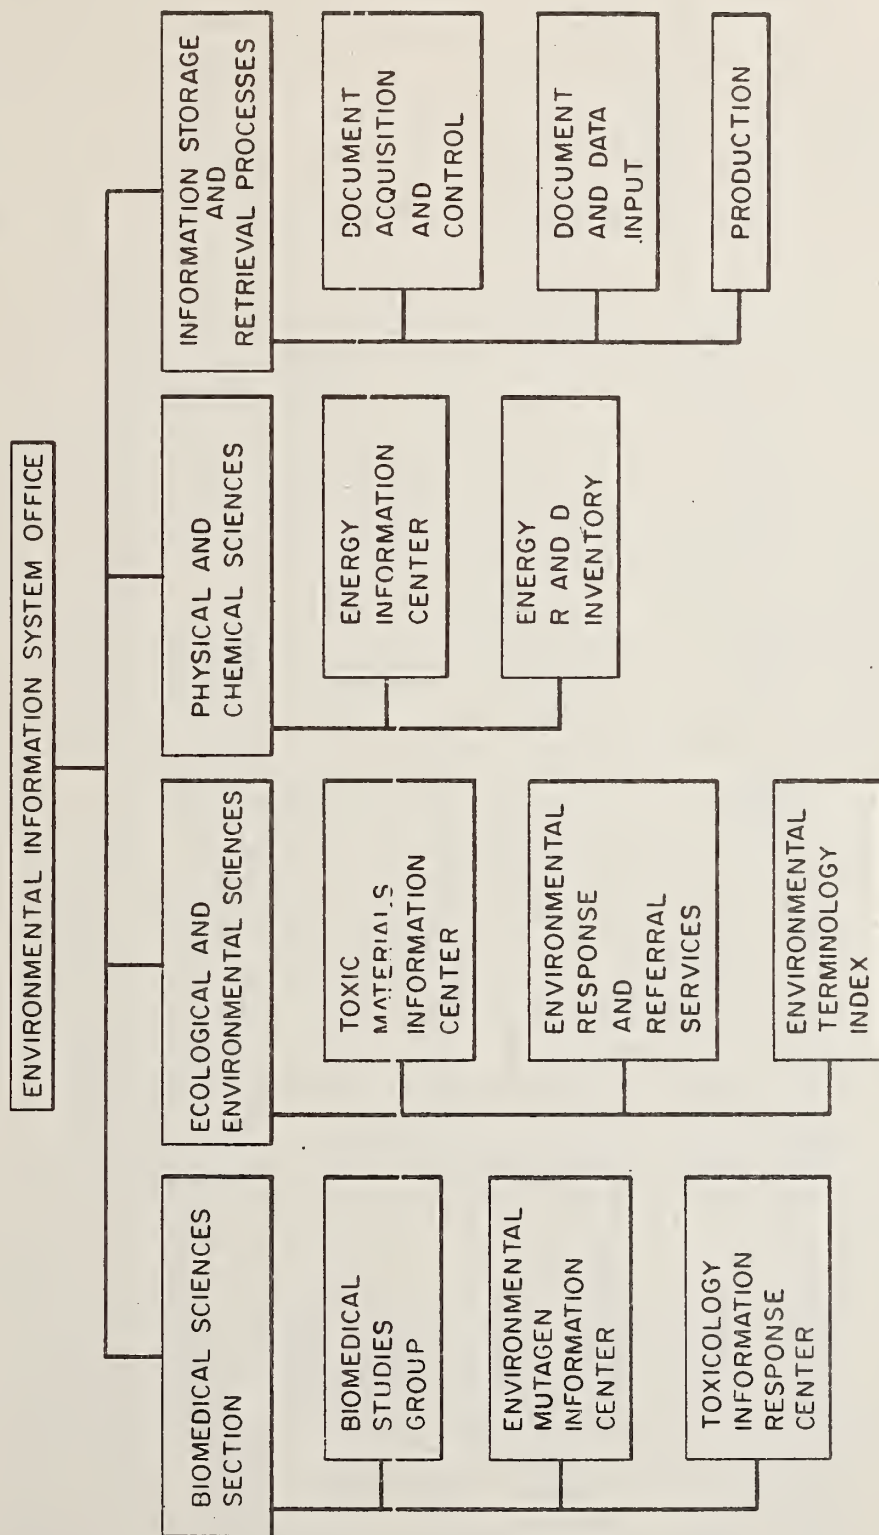 ENVIRONMENTAL INFORMATION SYSTEM OFFICE
BIOMEDICAL SCIENCES
SECTION
BIOMEDICAL
STUDIES
GROUP
ENVIRONMENTAL
MUTAGEN
INFORMATION
CENTER
TOXICOLOGY
INFORMATION
RESPONSE
CENTER
ECOLOGICAL AND
ENVIRONMENTAL SCIENCES
TOXIC
MATERIALS
INFORMATION
CENTER
ENVIRONMENTAL
RESPONSE
AND
REFERRAL
SERVICES
ENVIRONMENTAL
TERMINOLOGY
INDEX
PHYSICAL AND
CHEMICAL SCIENCES
ENERGY
INFORMATION
CENTER
ENERGY
R AND D
INVENTORY
INFORMATION STORAGE
AND
RETRIEVAL PROCESSES
DOCUMENT
ACQUISITION
AND
CONTROL
DOCUMENT
AND DATA
INPUT
PRODUCTION